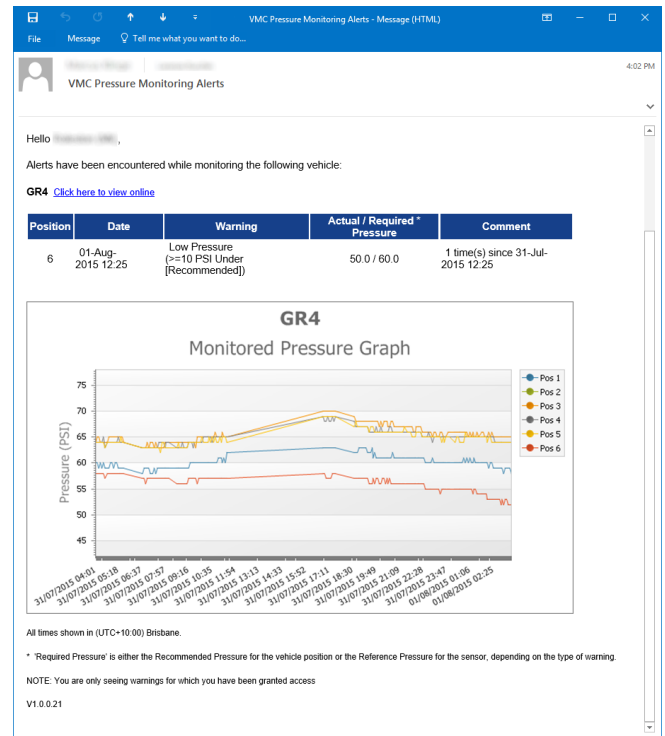 VMC Pressure Monitoring Alerts - Message (HTML)
File Message Tell me what you want to do...
4:02 PM
VMC Pressure Monitoring Alerts
Hello ,
Alerts have been encountered while monitoring the following vehicle:
GR4 Click here to view online
Position Date Warning Actual / Required * Pressure Comment
6 01-Aug-2015 12:25 Low Pressure (>=10 PSI Under [Recommended]) 50.0 / 60.0 1 time(s) since 31-Jul-2015 12:25
GR4
Monitored Pressure Graph
Pressure (PSI)
75
70
65
60
55
50
45
Pos 1
Pos 2
Pos 3
Pos 4
Pos 5
Pos 6
31/07/2015 04:01
31/07/2015 05:18
31/07/2015 06:37
31/07/2015 07:57
31/07/2015 09:16
31/07/2015 10:35
31/07/2015 11:54
31/07/2015 13:13
31/07/2015 14:33
31/07/2015 15:52
31/07/2015 17:11
31/07/2015 18:30
31/07/2015 19:49
31/07/2015 21:09
31/07/2015 22:28
31/07/2015 23:47
01/08/2015 01:06
01/08/2015 02:25
All times shown in (UTC+10:00) Brisbane.
* 'Required Pressure' is either the Recommended Pressure for the vehicle position or the Reference Pressure for the sensor, depending on the type of warning.
NOTE: You are only seeing warnings for which you have been granted access
V1.0.0.21